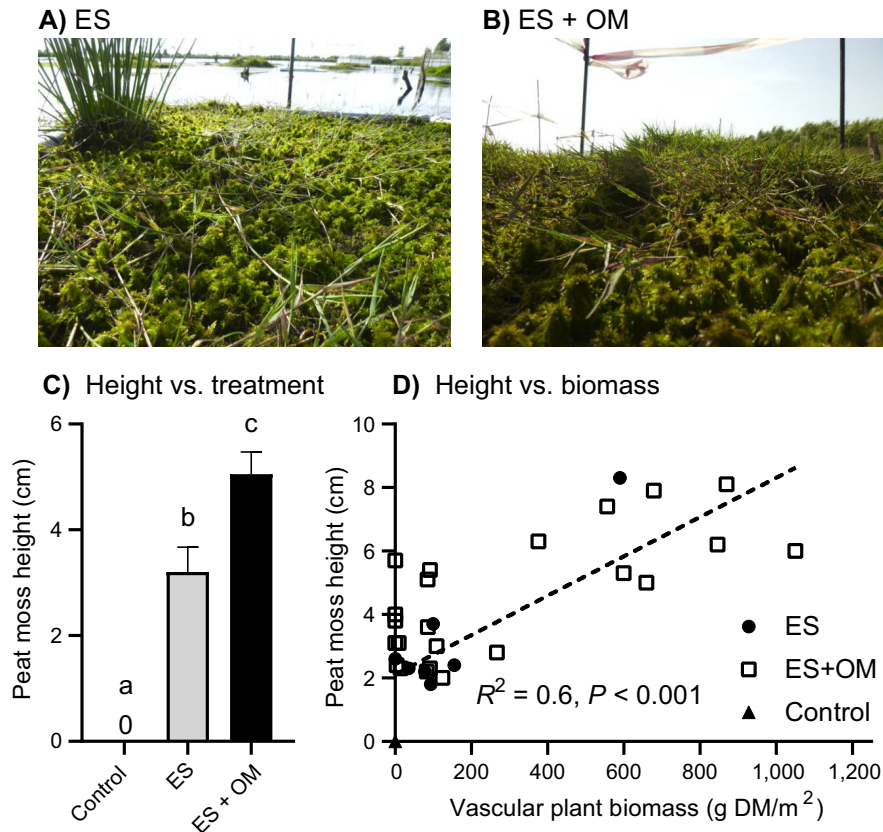 A) ES
B) ES + OM
C) Height vs. treatment
Peat moss height (cm)
6
4
2
0
a
0
b
c
Control
ES
ES + OM
D) Height vs. biomass
Peat moss height (cm)
10
8
6
4
2
0
ES
ES+OM
Control
R² = 0.6, P < 0.001
0
200
400
600
800
1,000
1,200
Vascular plant biomass (g DM/m²)